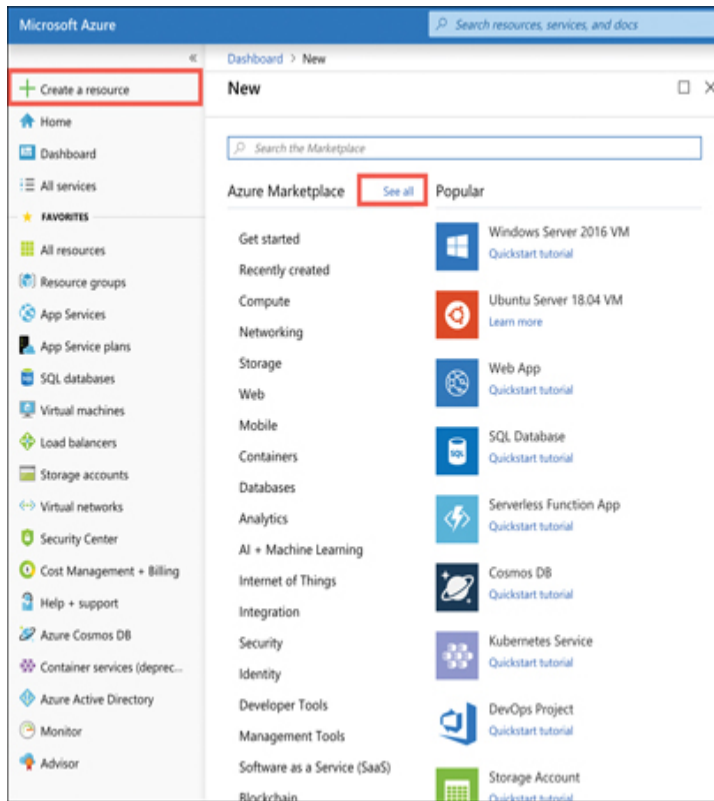 Microsoft Azure
Search resources, services, and docs
«
Create a resource
Home
Dashboard
All services
FAVORITES
All resources
Resource groups
App Services
App Service plans
SQL databases
Virtual machines
Load balancers
Storage accounts
Virtual networks
Security Center
Cost Management + Billing
Help + support
Azure Cosmos DB
Container services (deprec...
Azure Active Directory
Monitor
Advisor
Dashboard > New
New
Search the Marketplace
Azure Marketplace See all
Get started
Recently created
Compute
Networking
Storage
Web
Mobile
Containers
Databases
Analytics
AI + Machine Learning
Internet of Things
Integration
Security
Identity
Developer Tools
Management Tools
Software as a Service (SaaS)
Blockchain
Popular
Windows Server 2016 VM
Quickstart tutorial
Ubuntu Server 18.04 VM
Learn more
Web App
Quickstart tutorial
SQL
SQL Database
Quickstart tutorial
Serverless Function App
Quickstart tutorial
Cosmos DB
Quickstart tutorial
Kubernetes Service
Quickstart tutorial
DevOps Project
Quickstart tutorial
Storage Account
Quickstart tutorial